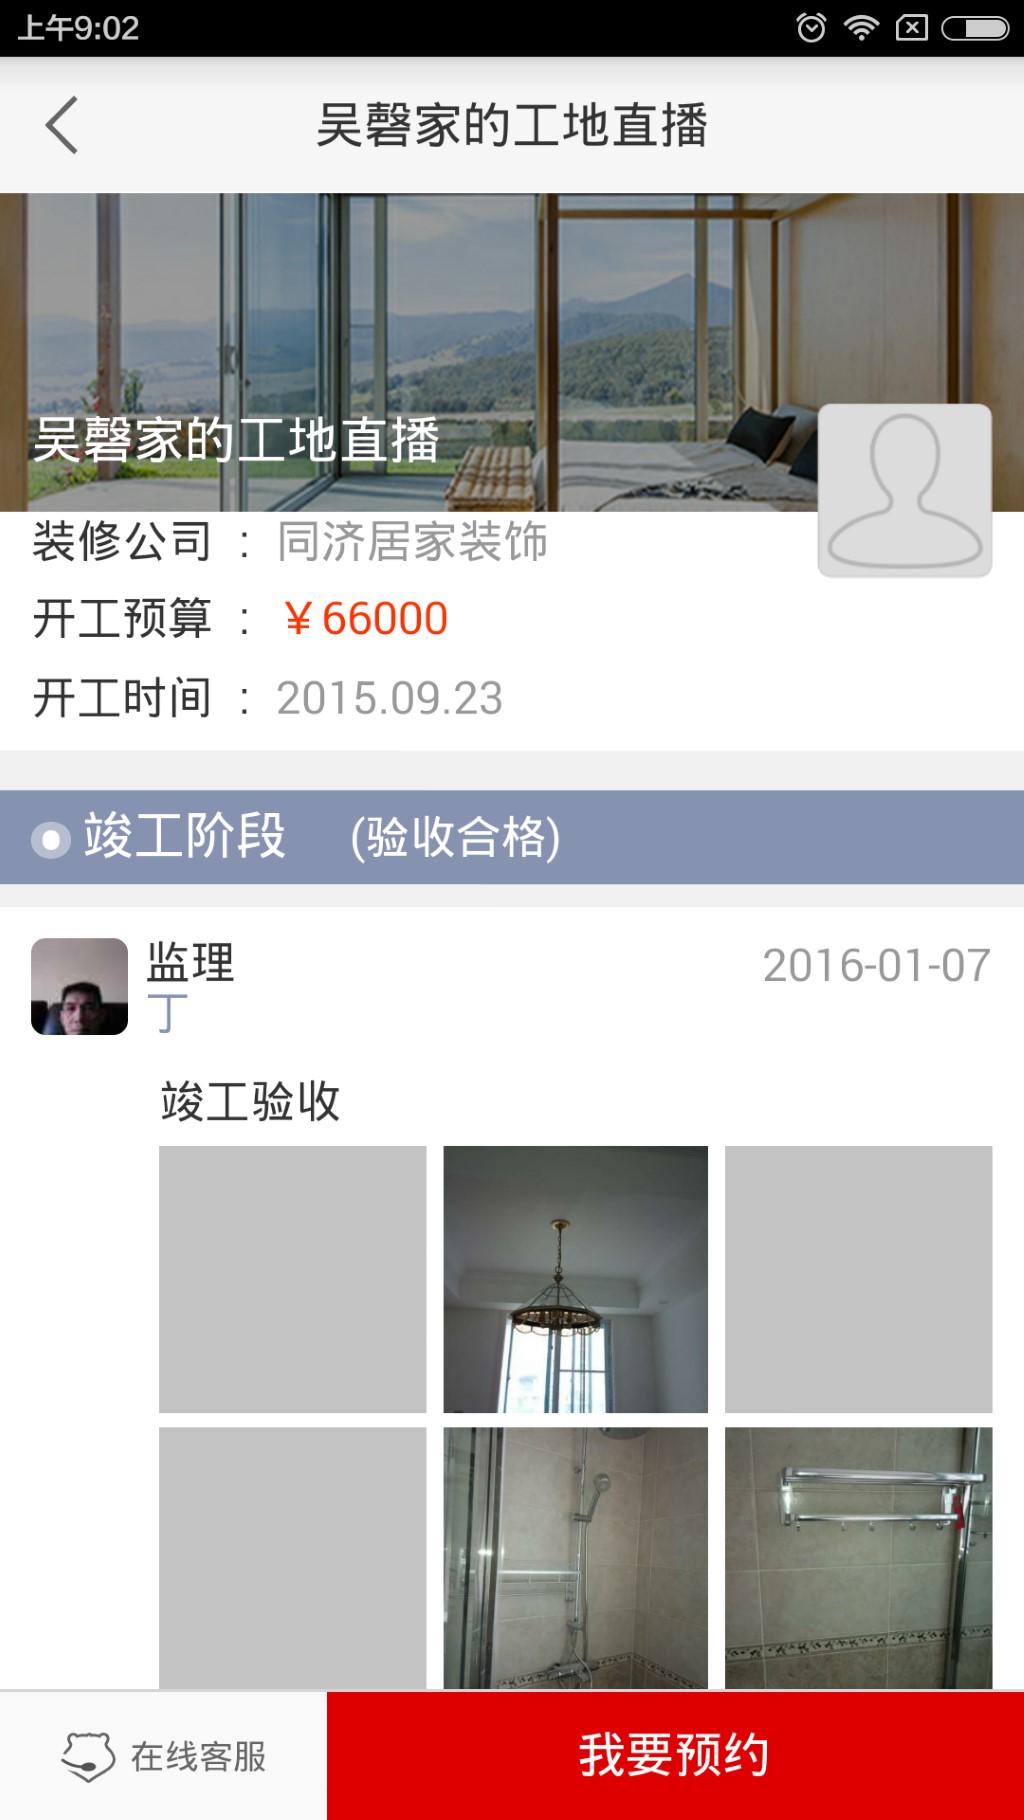 上午9:02
吴磬家的工地直播
吴磬家的工地直播
装修公司 : 同济居家装饰
开工预算 : ￥66000
开工时间 : 2015.09.23
竣工阶段 (验收合格)
监理 2016-01-07
丁
竣工验收
在线客服 我要预约